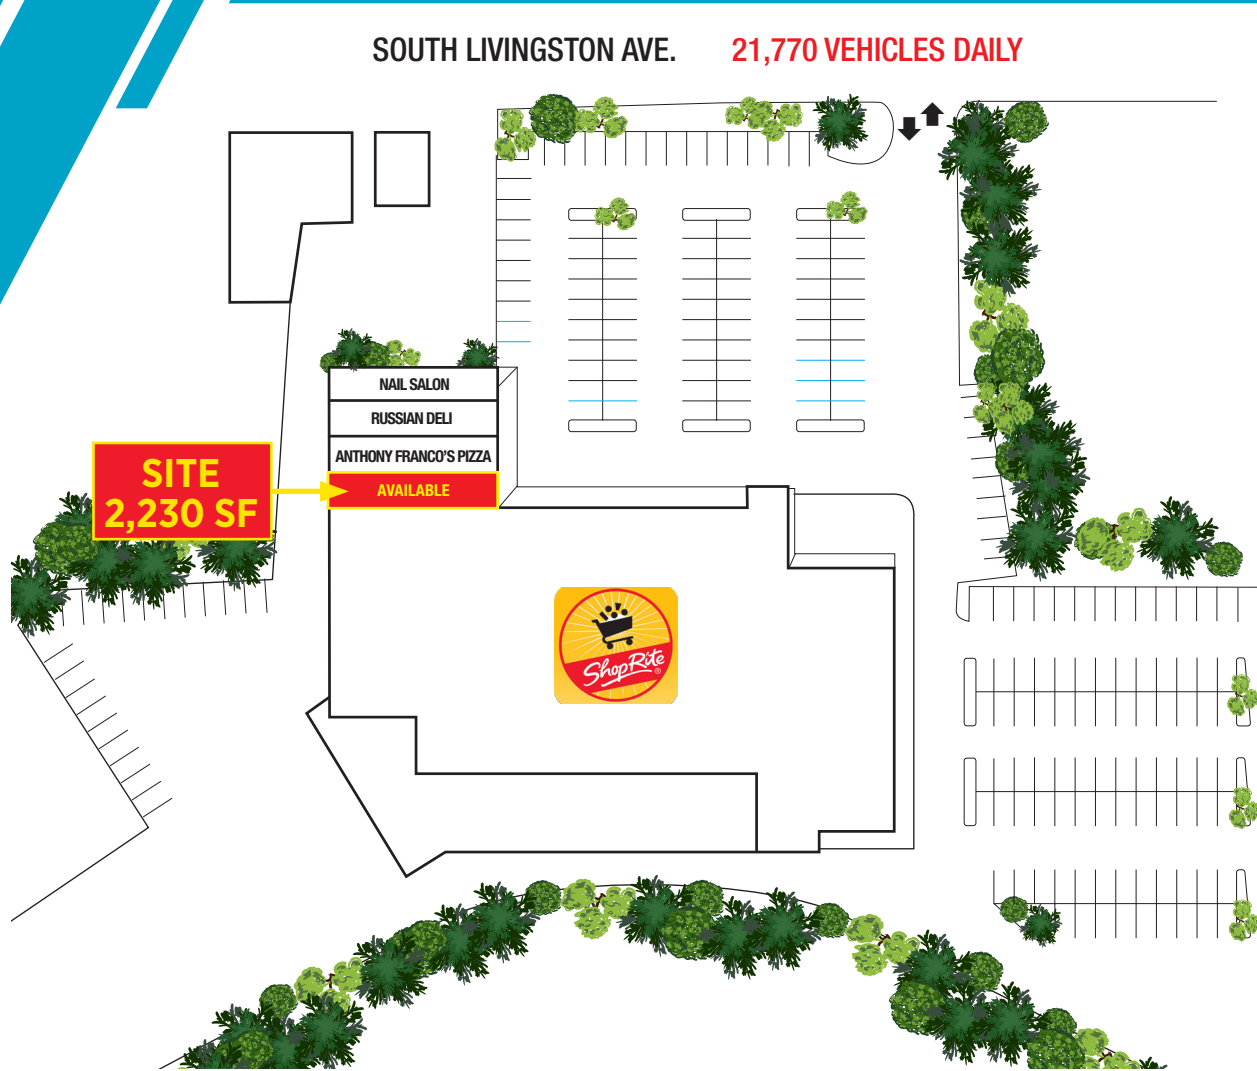 SOUTH LIVINGSTON AVE. 21,770 VEHICLES DAILY
NAIL SALON
RUSSIAN DELI
ANTHONY FRANCO'S PIZZA
AVAILABLE
SITE
2,230 SF
ShopRite®